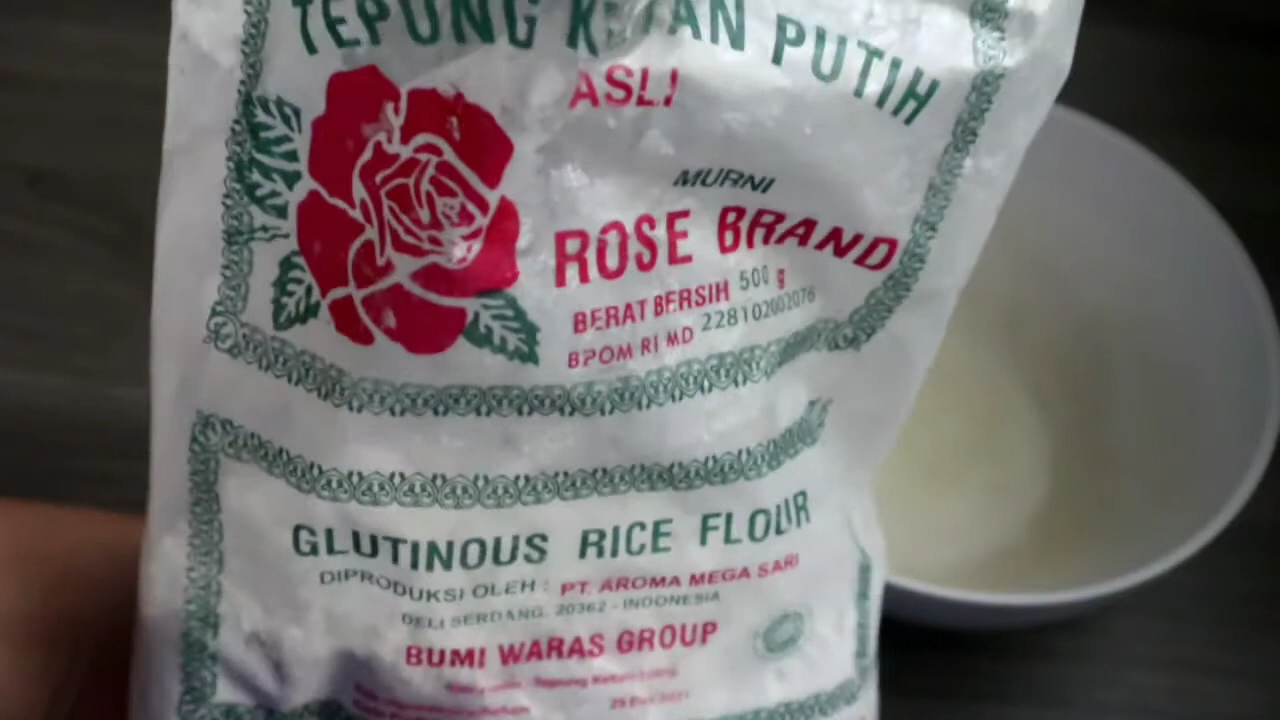 TEPUNG KETAN PUTIH
ASLI
MURNI
ROSE BRAND
BERAT BERSIH 500 g
BPOM RI MD 228102002076
GLUTINOUS RICE FLOUR
DIPRODUKSI OLEH : PT. AROMA MEGA SARI
DELI SERDANG. 20362 - INDONESIA
BUMI WARAS GROUP